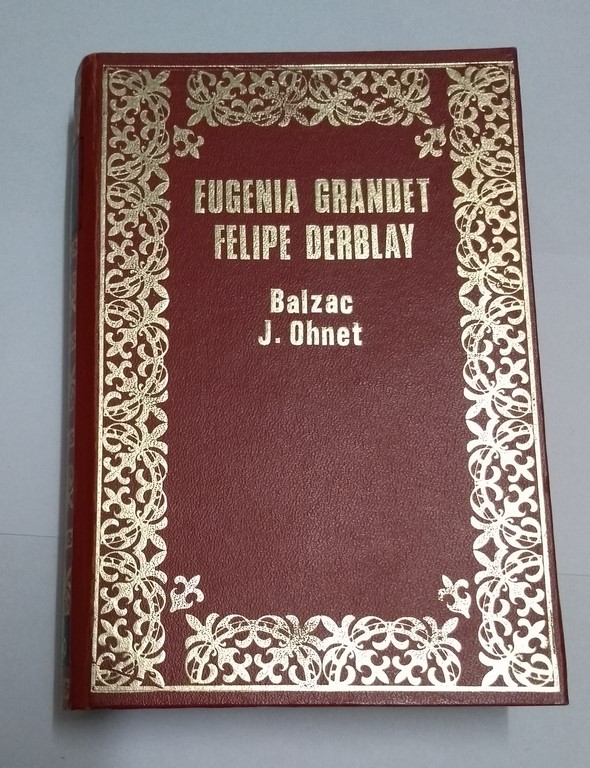 EUGENIA GRANDET
FELIPE DERBLAY
Balzac
J. Ohnet